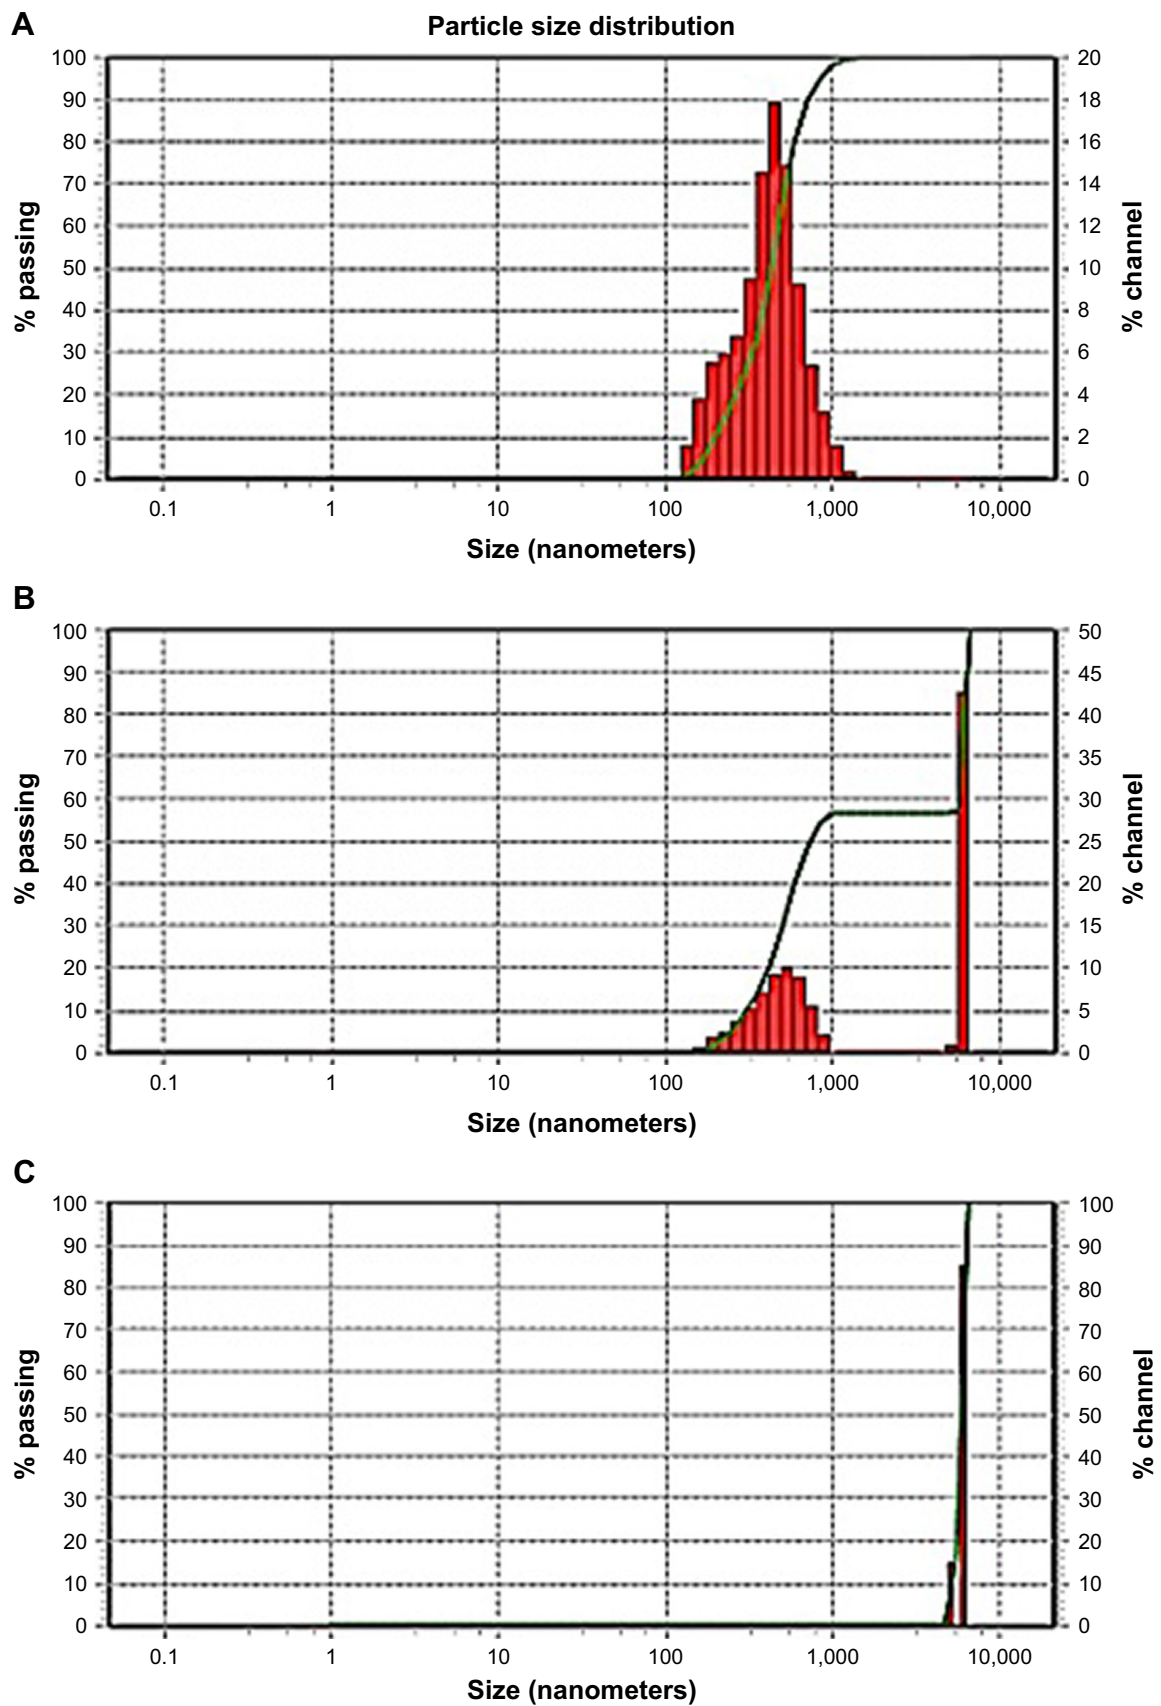 A
Particle size distribution
100 20
90 18
80 16
70 14
60 12
50 10
40 8
30 6
20 4
10 2
0 0
% passing
% channel
0.1 1 10 100 1,000 10,000
Size (nanometers)
B
100 50
90 45
80 40
70 35
60 30
50 25
40 20
30 15
20 10
10 5
0 0
% passing
% channel
0.1 1 10 100 1,000 10,000
Size (nanometers)
C
100 100
90 90
80 80
70 70
60 60
50 50
40 40
30 30
20 20
10 10
0 0
% passing
% channel
0.1 1 10 100 1,000 10,000
Size (nanometers)